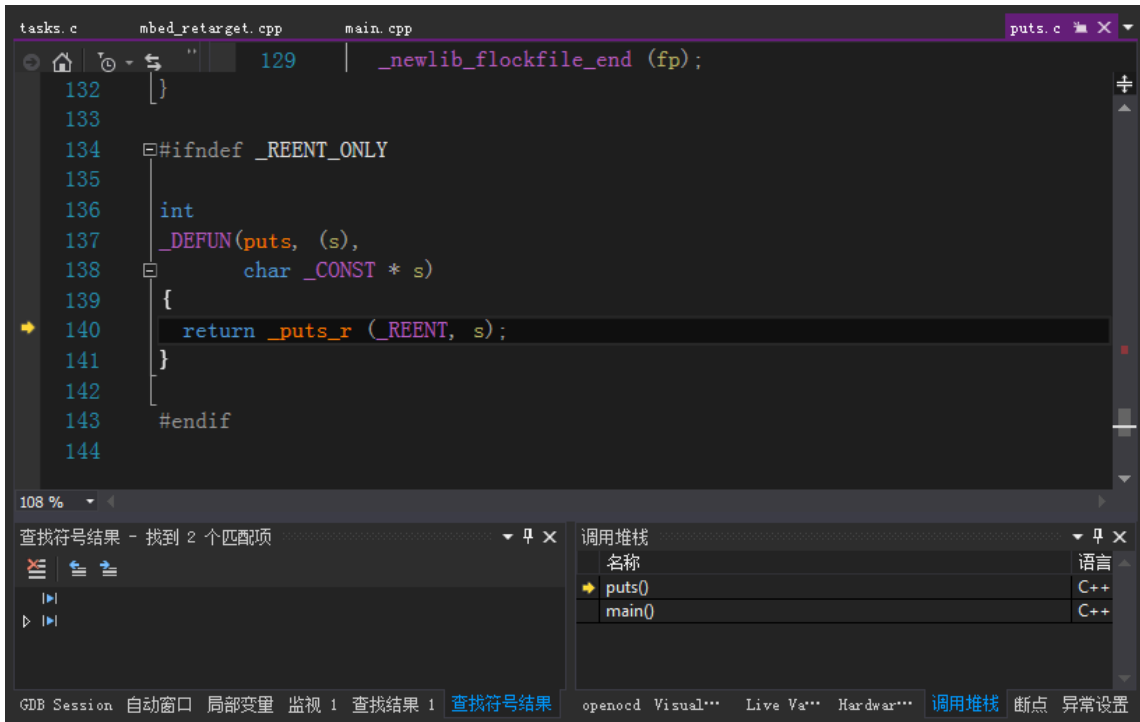 tasks.c mbed_retarget.cpp main.cpp puts.c
129 _newlib_flockfile_end (fp);
132 }
133
134 #ifndef _REENT_ONLY
135
136 int
137 _DEFUN(puts, (s),
138 char _CONST * s)
139 {
140 return _puts_r (_REENT, s);
141 }
142
143 #endif
144
108 %
查找符号结果 - 找到 2 个匹配项
调用堆栈
名称 语言
puts() C++
main() C++
GDB Session 自动窗口 局部变量 监视 1 查找结果 1 查找符号结果
openocd Visual… Live Va… Hardwar… 调用堆栈 断点 异常设置